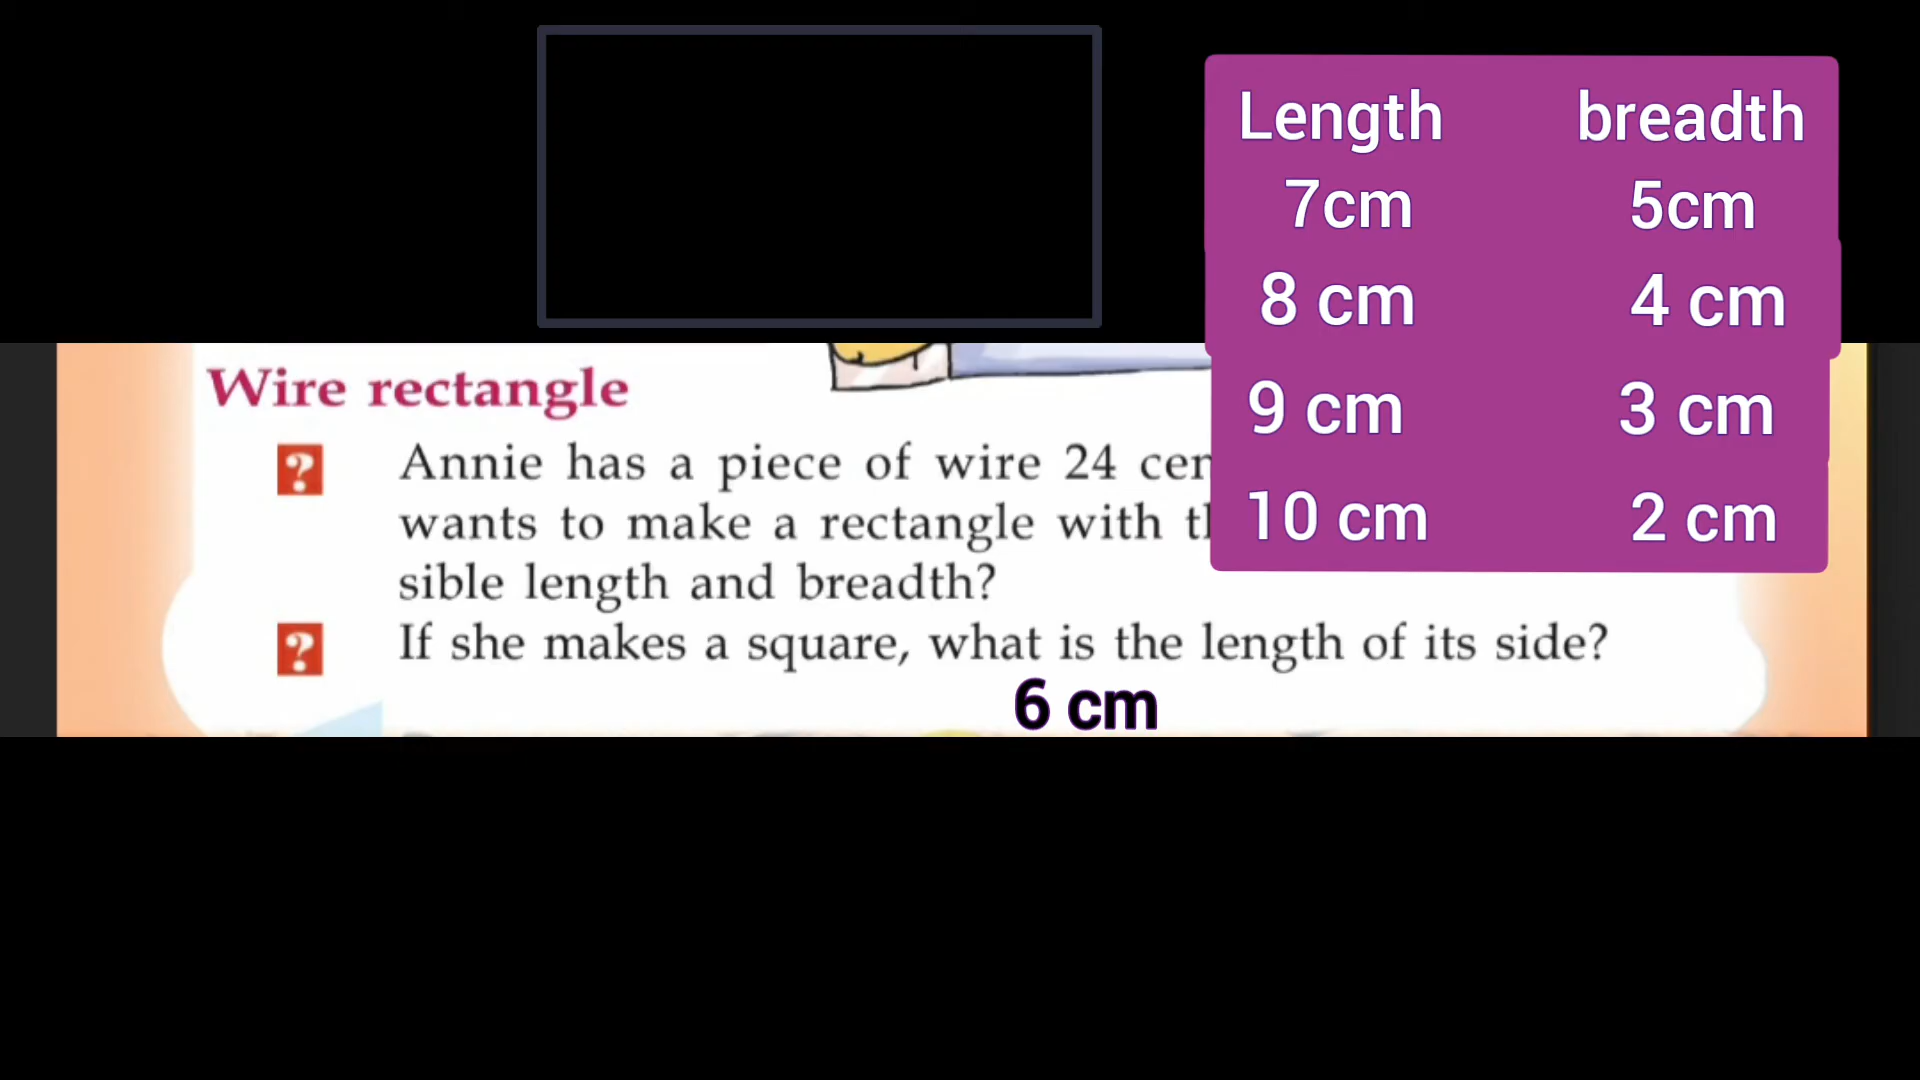 Length breadth
7cm 5cm
8 cm 4 cm
9 cm 3 cm
10 cm 2 cm
Wire rectangle
? Annie has a piece of wire 24
wants to make a rectangle with
sible length and breadth?
? If she makes a square, what is the length of its side?
6 cm